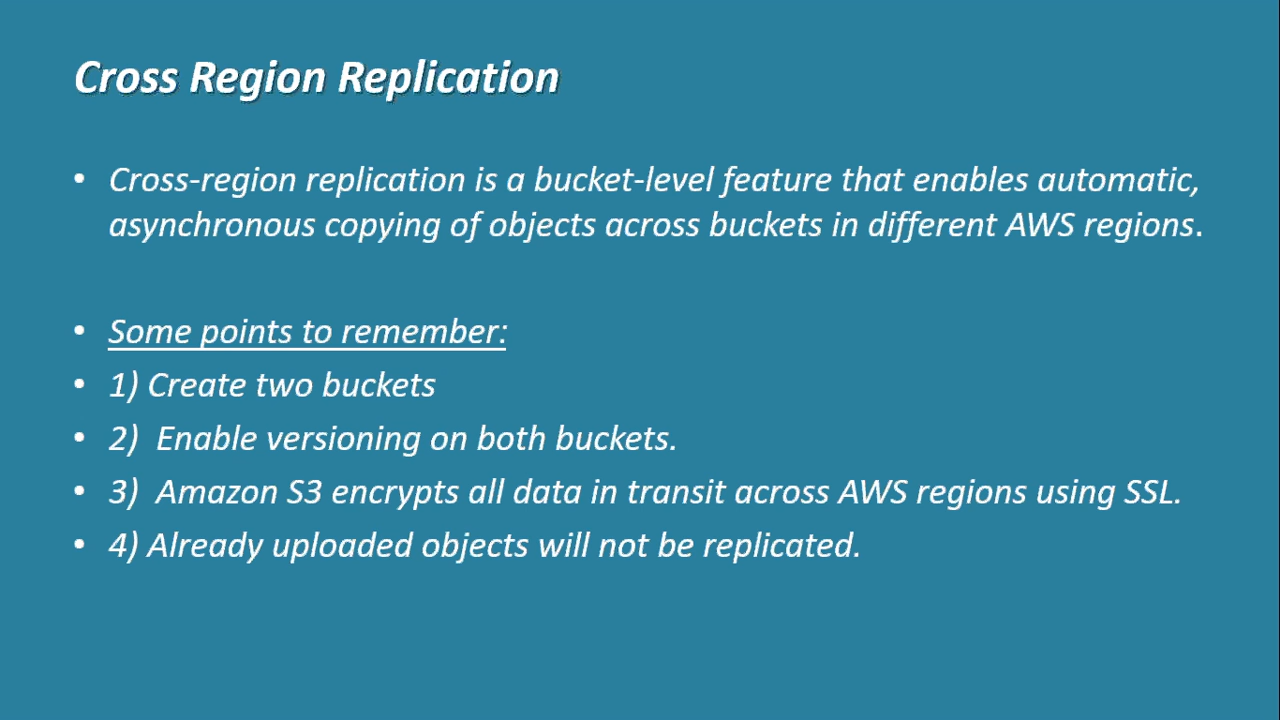 Cross Region Replication
• Cross-region replication is a bucket-level feature that enables automatic,
asynchronous copying of objects across buckets in different AWS regions.
• Some points to remember:
• 1) Create two buckets
• 2)  Enable versioning on both buckets.
• 3)  Amazon S3 encrypts all data in transit across AWS regions using SSL.
• 4) Already uploaded objects will not be replicated.